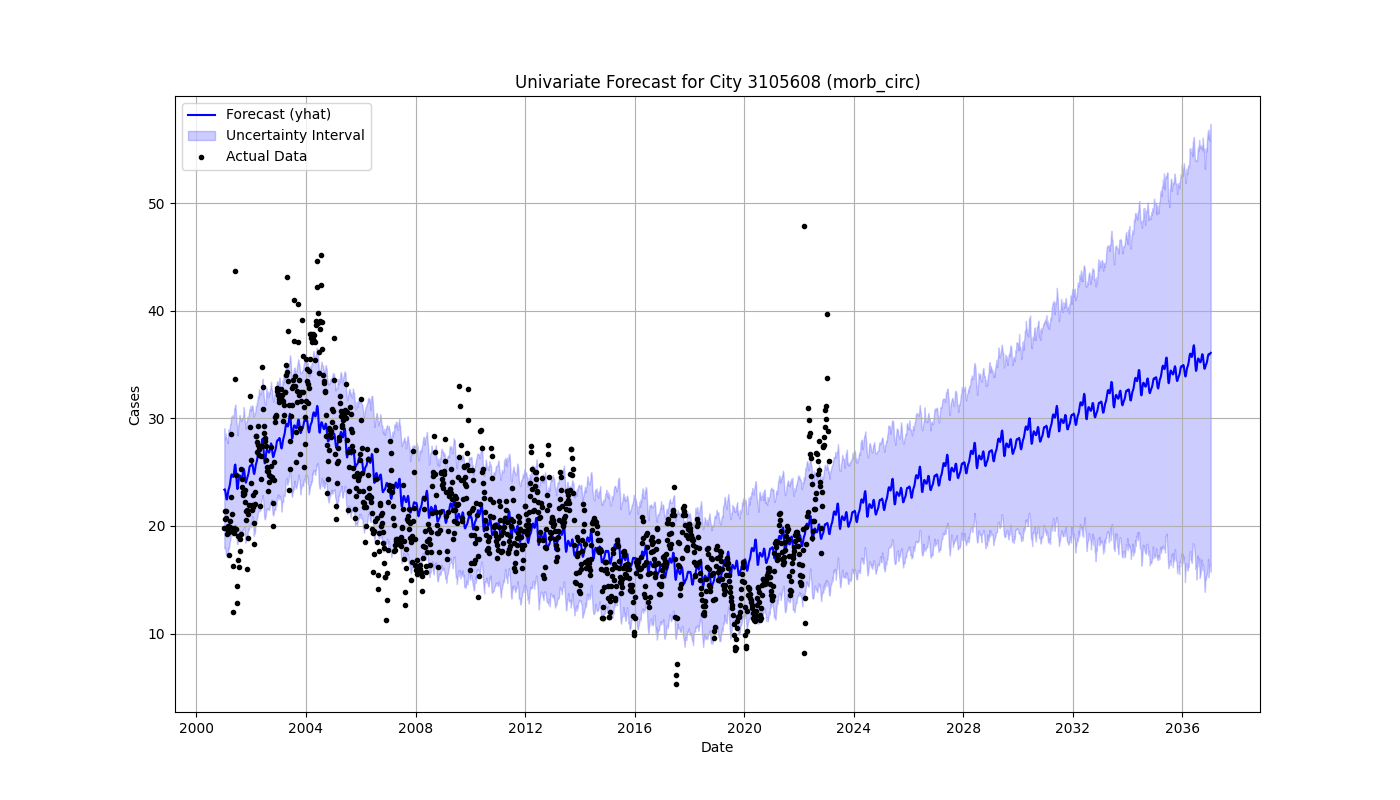 Univariate Forecast for City 3105608 (morb_circ)
Forecast (yhat)
Uncertainty Interval
Actual Data
Cases
50
40
30
20
10
2000 2004 2008 2012 2016 2020 2024 2028 2032 2036
Date